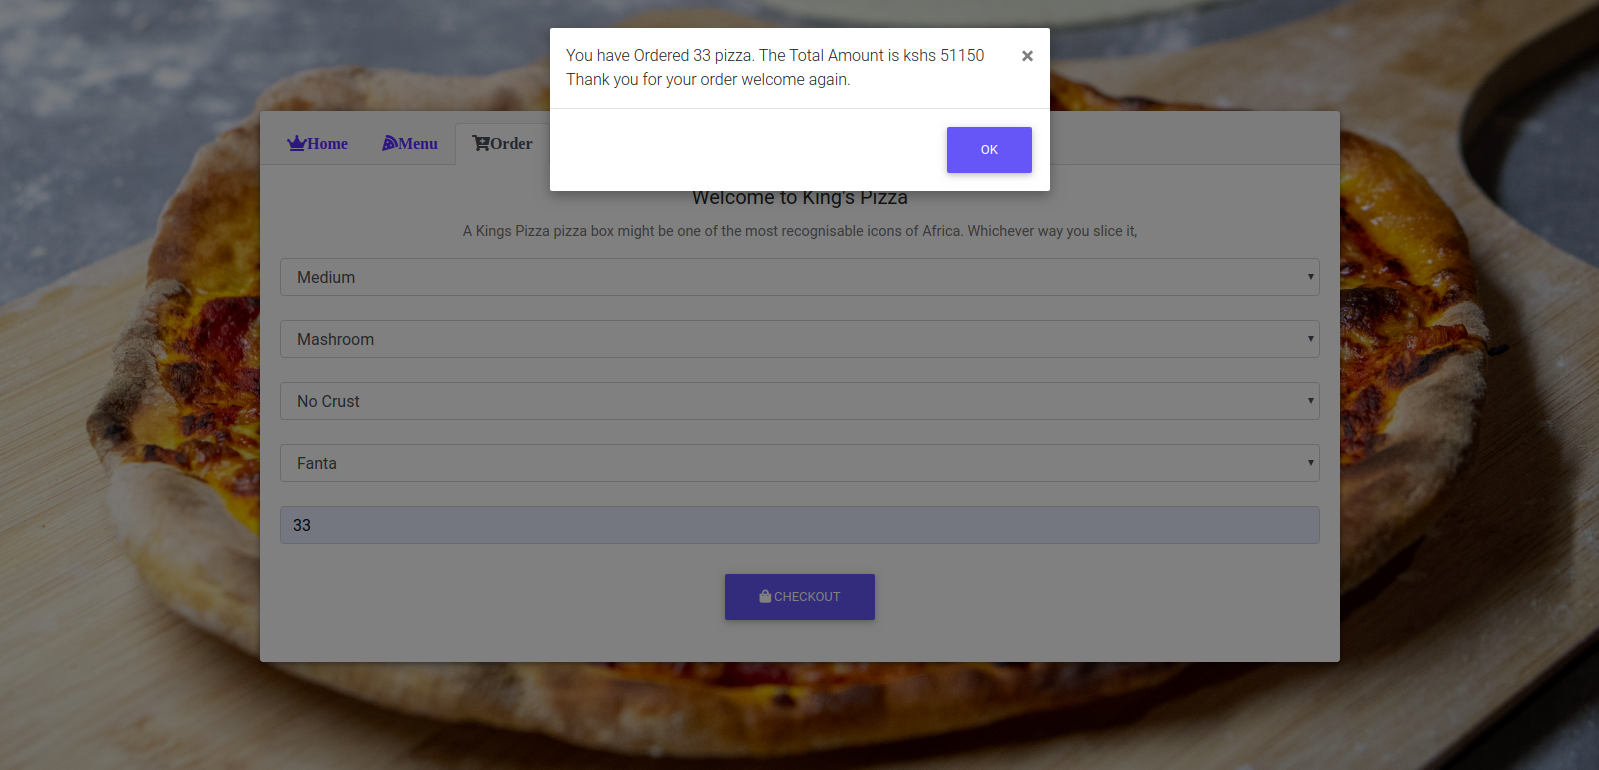 You have Ordered 33 pizza. The Total Amount is kshs 51150
Thank you for your order welcome again.
×
OK
Home Menu Order
Welcome to King's Pizza
A Kings Pizza pizza box might be one of the most recognisable icons of Africa. Whichever way you slice it,
Medium
Mashroom
No Crust
Fanta
33
CHECKOUT